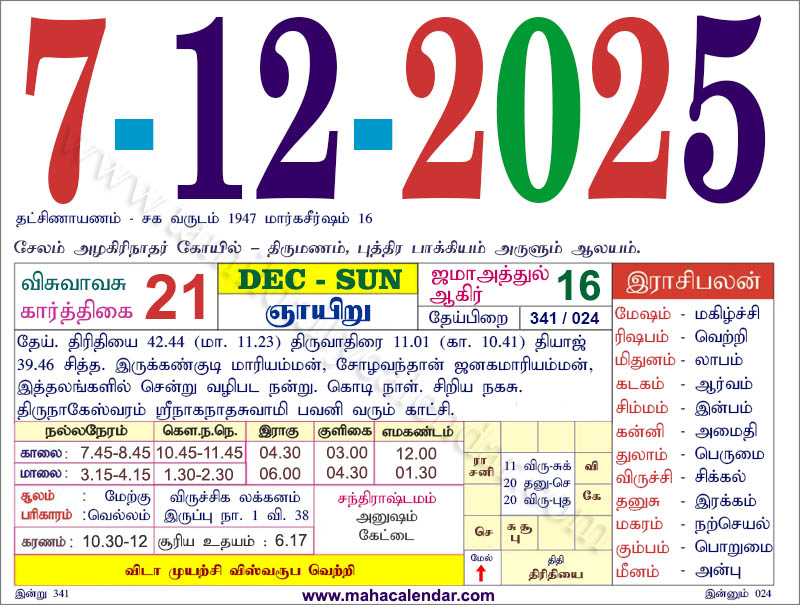 7-12-2025
தட்சிணாயணம் - சக வருடம் 1947 மார்கசீர்ஷம் 16
சேலம் அழகிரிநாதர் கோயில் – திருமணம், புத்திர பாக்கியம் அருளும் ஆலயம்.
விசுவாவசு
கார்த்திகை 21
DEC - SUN
ஞாயிறு
ஜமாஅத்துல்
ஆகிர் 16
தேய்பிறை 341 / 024
தேய். திரிதியை 42.44 (மா. 11.23) திருவாதிரை 11.01 (கா. 10.41) தியாஜ்
39.46 சித்த. இருக்கண்குடி மாரியம்மன், சோழவந்தான் ஜனகமாரியம்மன்,
இத்தலங்களில் சென்று வழிபட நன்று. கொடி நாள். சிறிய நகசு.
திருநாகேஸ்வரம் ஸ்ரீநாகநாதசுவாமி பவனி வரும் காட்சி.
நல்லநேரம் கௌ.ந.நெ. இராகு குளிகை எமகண்டம்
காலை: 7.45-8.45 10.45-11.45 04.30 03.00 12.00
மாலை: 3.15-4.15 1.30-2.30 06.00 04.30 01.30
சூலம் : மேற்கு
பரிகாரம் :வெல்லம்
விருச்சிக லக்கனம்
இருப்பு நா. 1 வி. 38
சந்திராஷ்டமம்
அனுஷம்
கேட்டை
கரணம்: 10.30-12 சூரிய உதயம் : 6.17
விடா முயற்சி விஸ்வரூப வெற்றி
ரா
சனி
11 விரு-சுக்
20 தனு-செ
20 விரு-புத
வி
கே
செ
சு சூ
பு
மேல்
திதி
திரிதியை
இராசிபலன்
மேஷம் - மகிழ்ச்சி
ரிஷபம் - வெற்றி
மிதுனம் - லாபம்
கடகம் - ஆர்வம்
சிம்மம் - இன்பம்
கன்னி - அமைதி
துலாம் - பெருமை
விருச்சி - சிக்கல்
தனுசு - இரக்கம்
மகரம் - நற்செயல்
கும்பம் - பொறுமை
மீனம் - அன்பு
இன்று 341
www.mahacalendar.com
இன்னும் 024